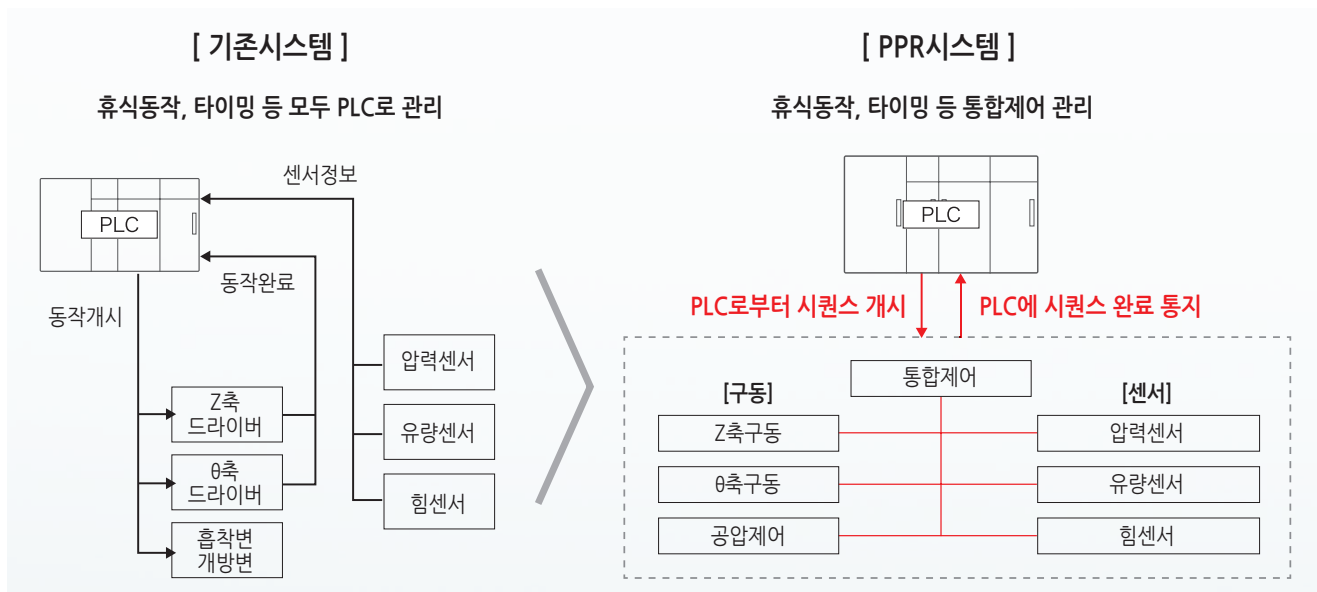 [ 기존시스템 ]
휴식동작, 타이밍 등 모두 PLC로 관리
센서정보
PLC
동작완료
동작개시
압력센서
Z축
드라이버
유량센서
θ축
드라이버
힘센서
흡착변
개방변
[ PPR시스템 ]
휴식동작, 타이밍 등 통합제어 관리
PLC
PLC로부터 시퀀스 개시
PLC에 시퀀스 완료 통지
통합제어
[구동]
[센서]
Z축구동
압력센서
θ축구동
유량센서
공압제어
힘센서